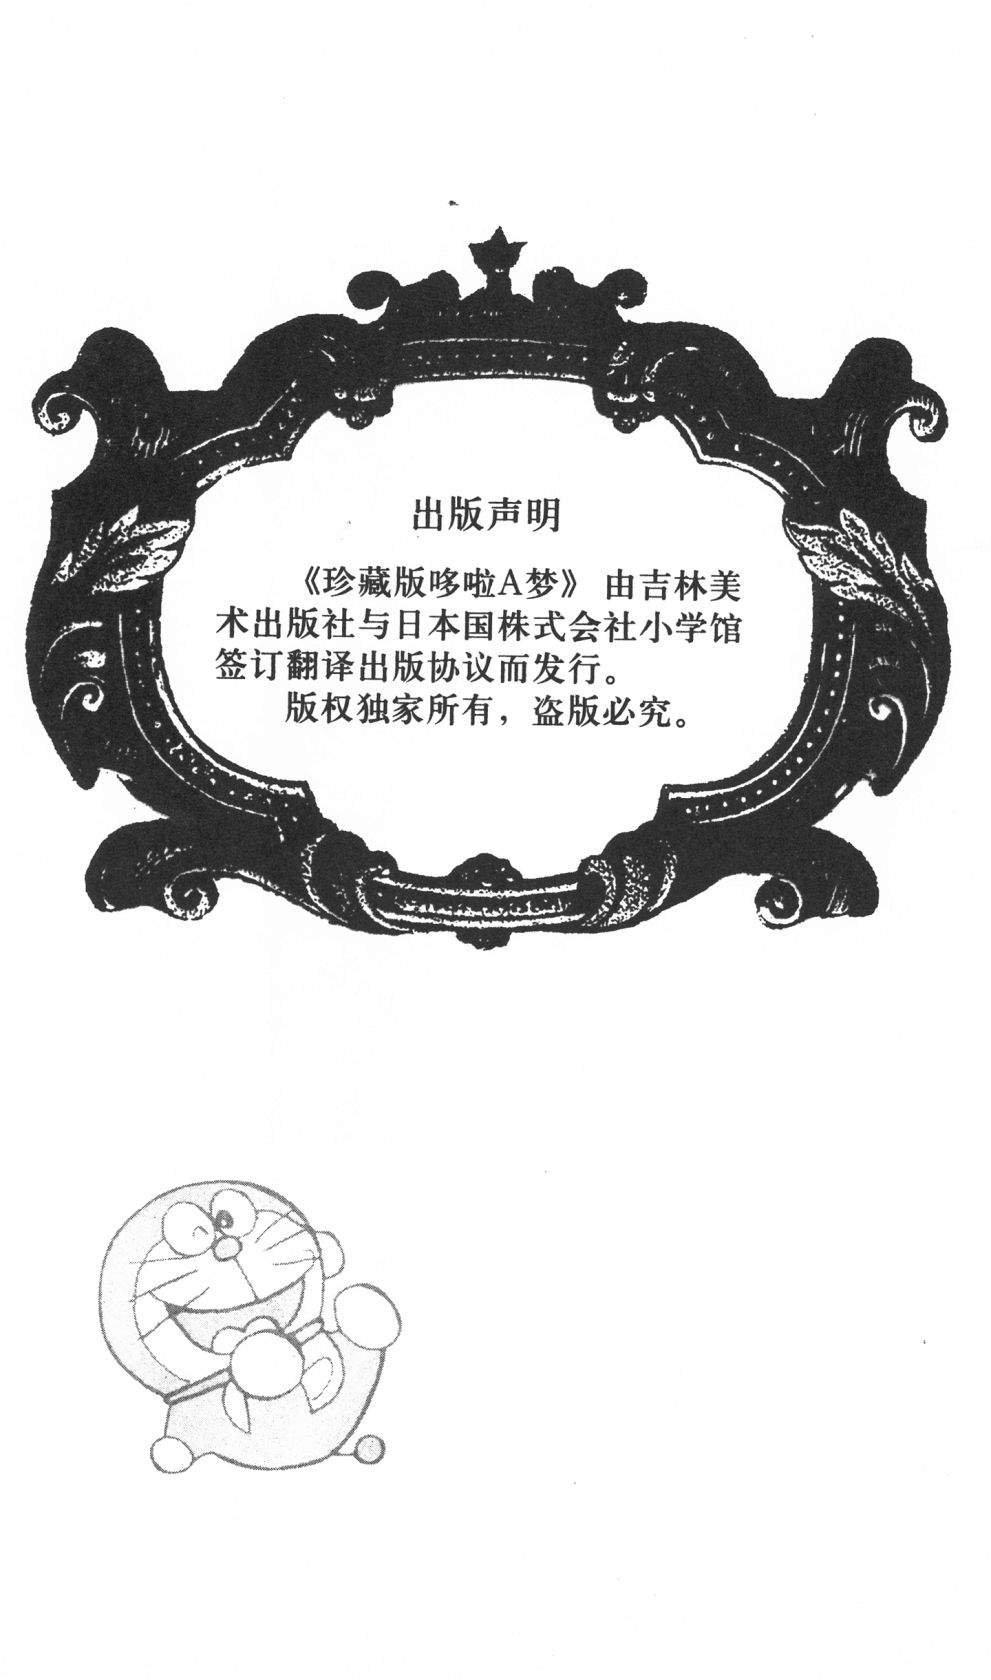 出版声明
《珍藏版哆啦A梦》 由吉林美
术出版社与日本国株式会社小学馆
签订翻译出版协议而发行。
版权独家所有，盗版必究。